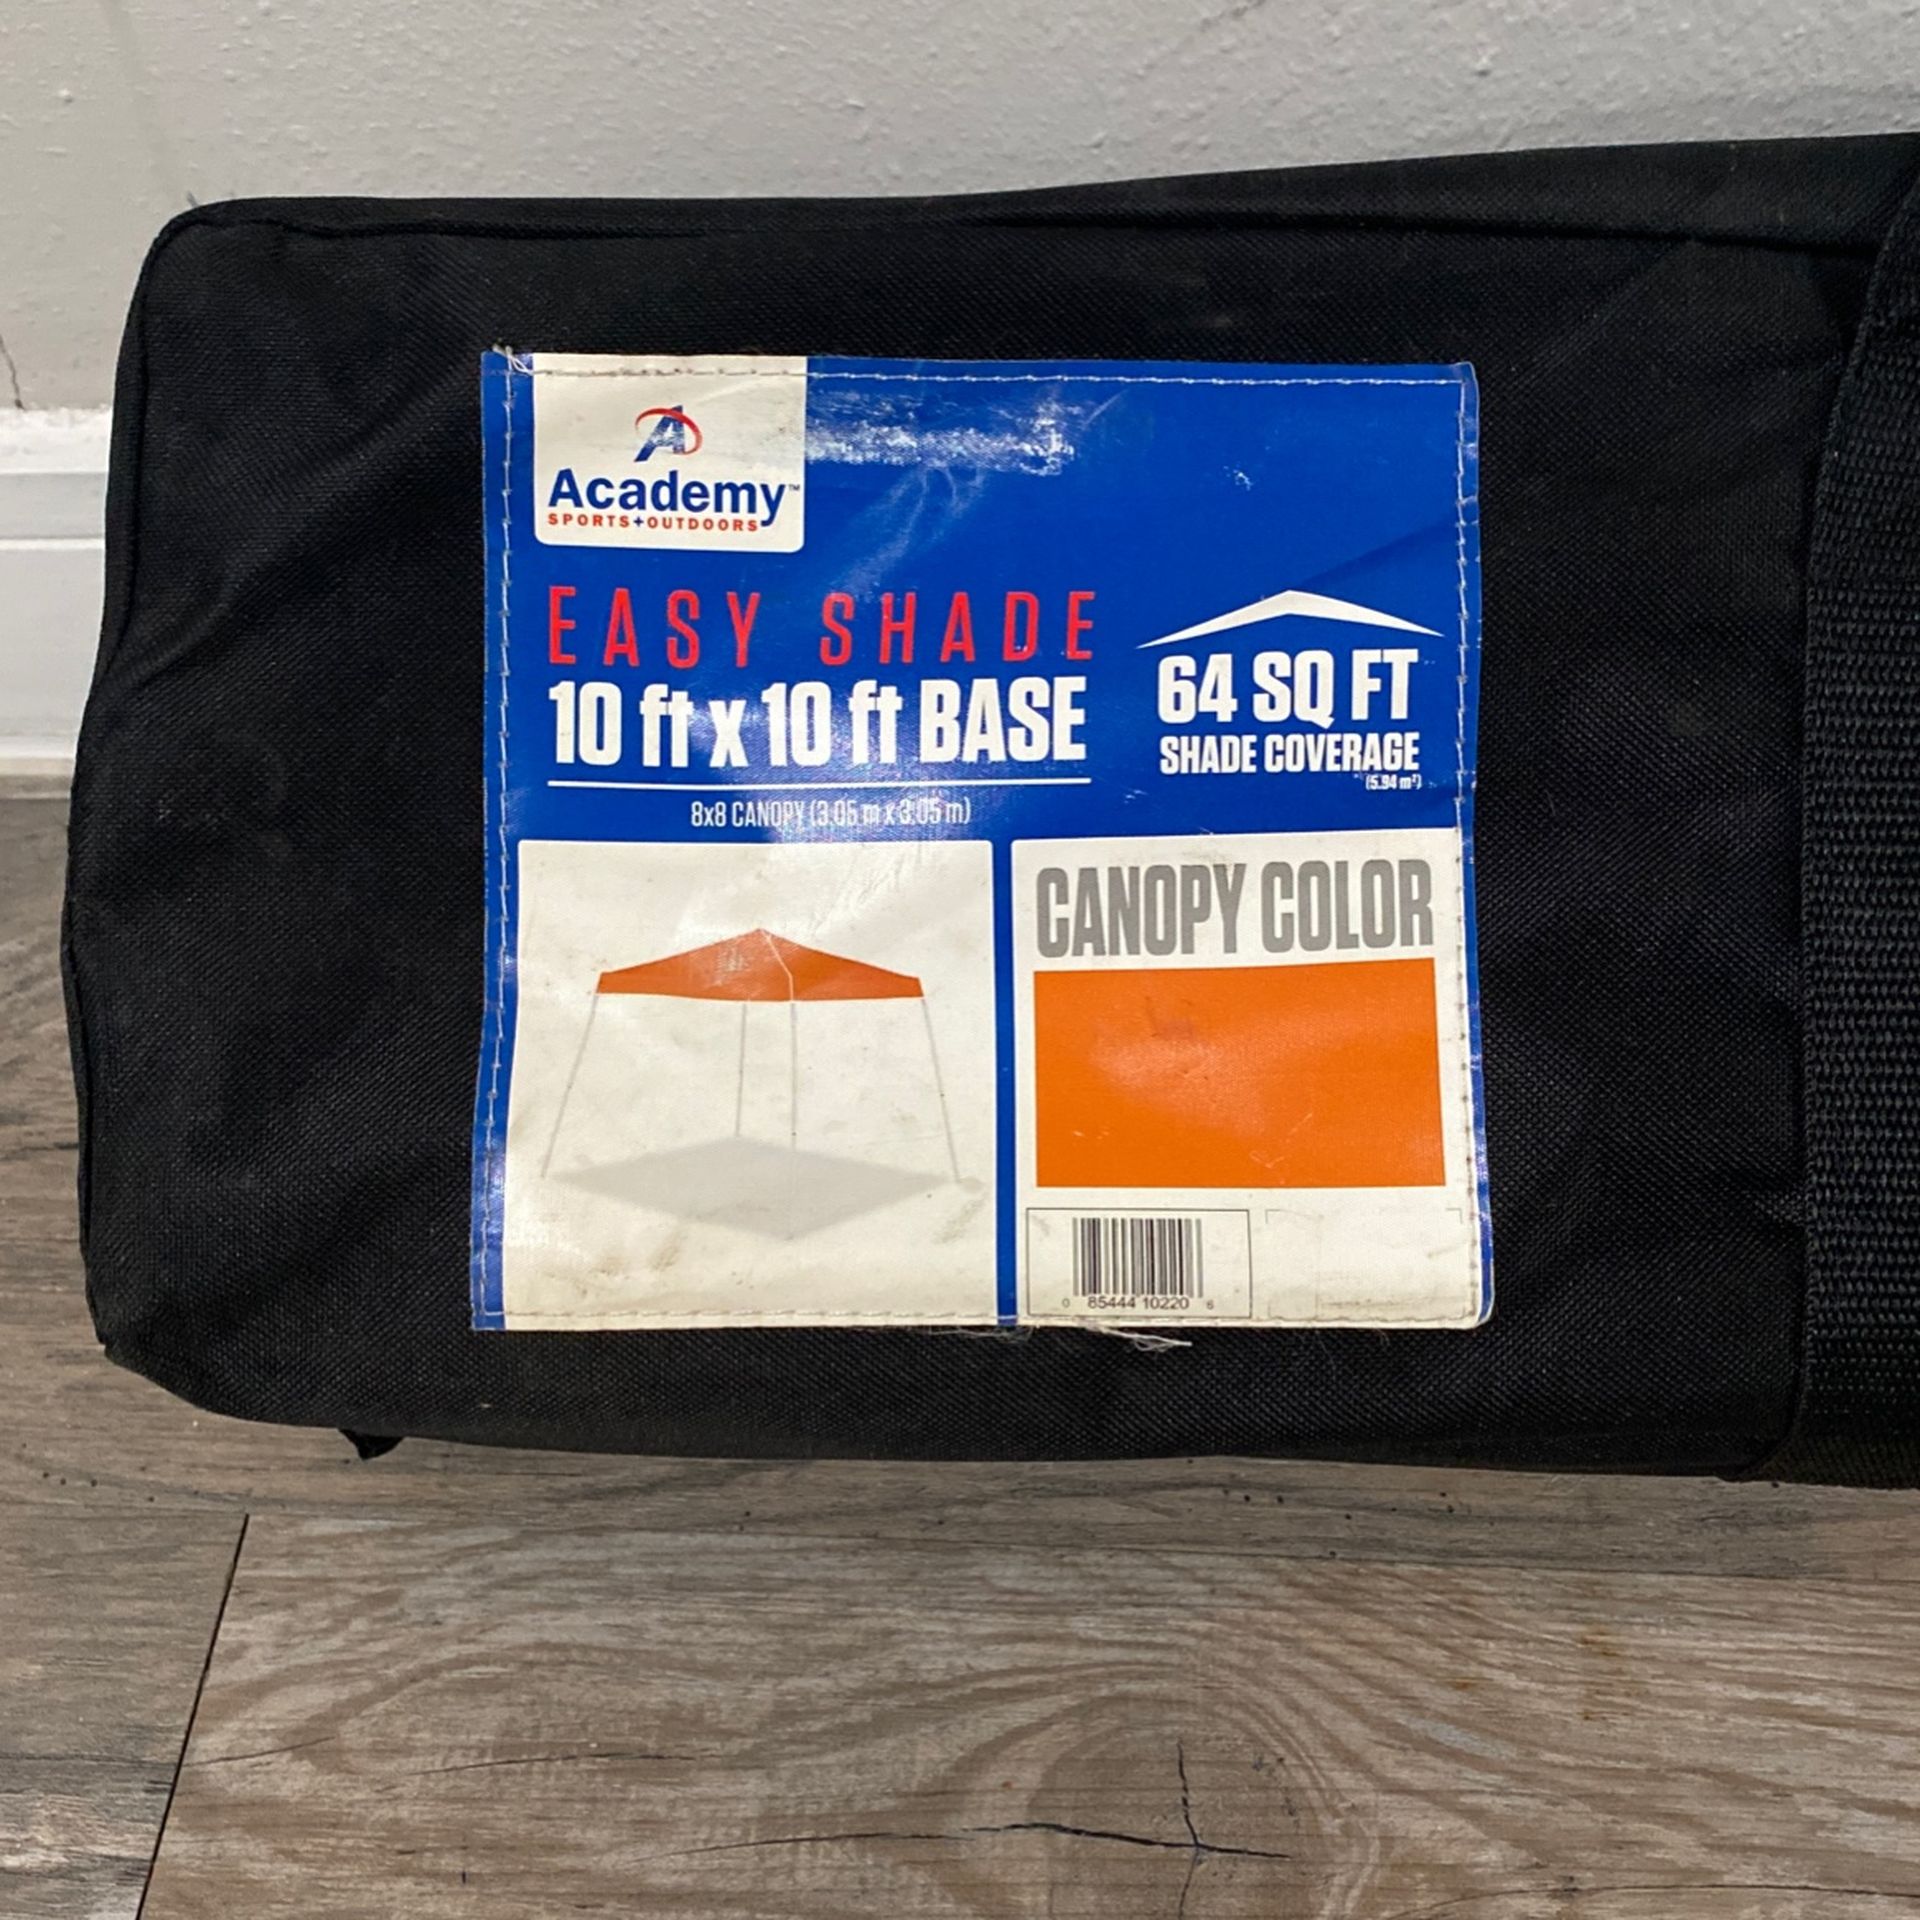 Academy™
SPORTS+OUTDOORS
EASY SHADE
10 ft x 10 ft BASE
8x8 CANOPY (3.05 m x 3.05 m)
64 SQ FT
SHADE COVERAGE
(5.94 m²)
CANOPY COLOR
0 85444 10220 6